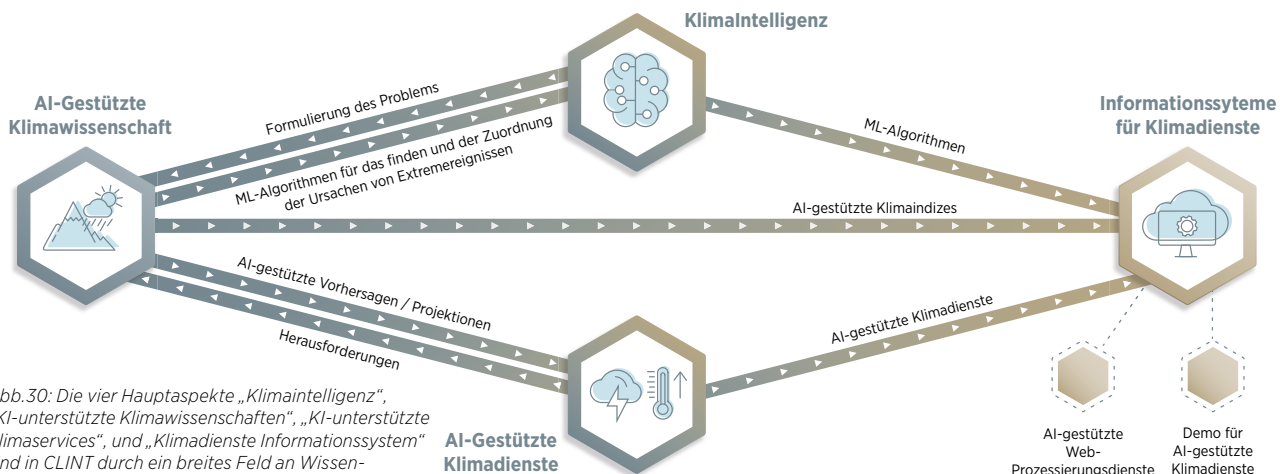 KlimaIntelligenz
AI-Gestützte
Klimawissenschaft
Formulierung des Problems
ML-Algorithmen für das finden und der Zuordnung
der Ursachen von Extremereignissen
ML-Algorithmen
Informationssyteme
für Klimadienste
AI-gestützte Klimaindizes
AI-gestützte Vorhersagen / Projektionen
Herausforderungen
AI-gestützte Klimadienste
AI-Gestützte
Klimadienste
AI-gestützte
Web-
Prozessierungsdienste
Demo für
AI-gestützte
Klimadienste
bb.30: Die vier Hauptaspekte „Klimaintelligenz“,
KI-unterstützte Klimawissenschaften“, „KI-unterstützte
limaservices“, und „Klimadienste Informationssystem“
nd in CLINT durch ein breites Feld an Wissen-